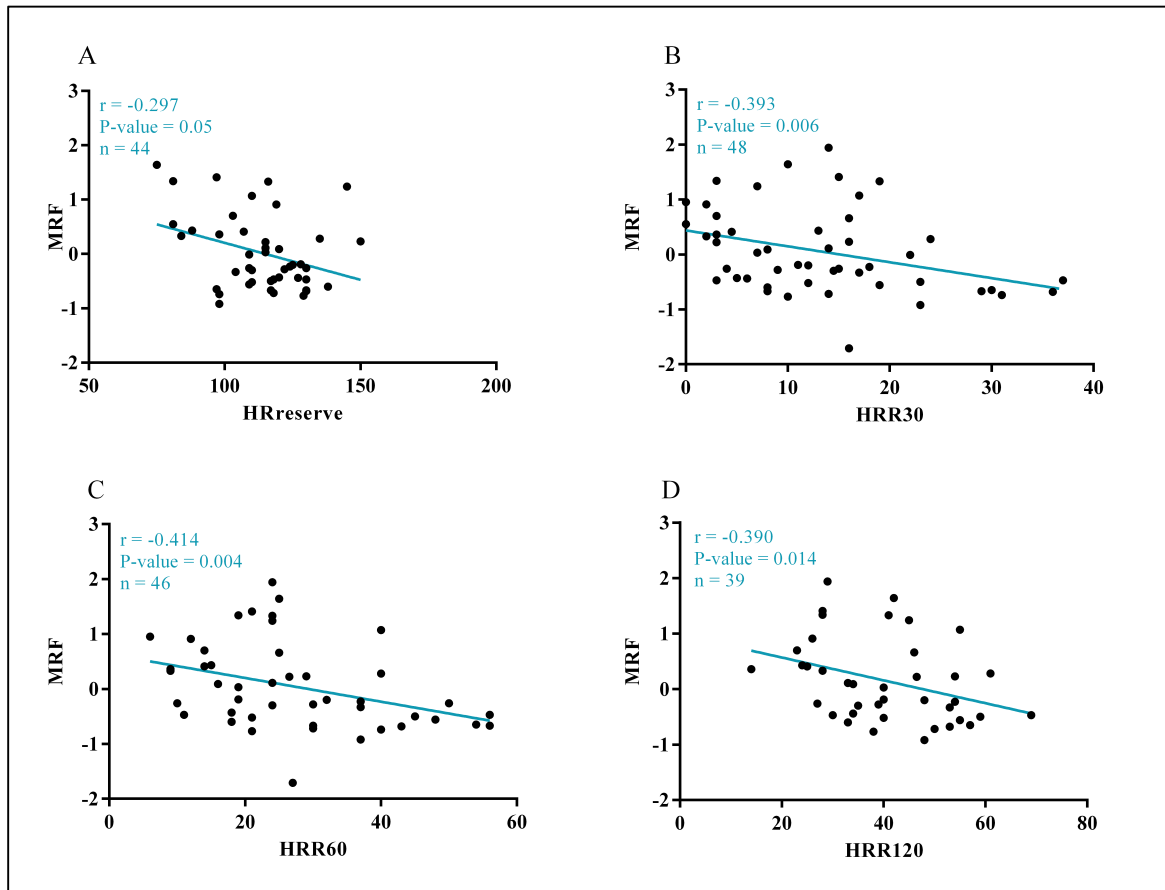 A
r = -0.297
P-value = 0.05
n = 44
3
2
1
0
-1
-2
MRF
50
100
150
200
HRreserve
B
r = -0.393
P-value = 0.006
n = 48
3
2
1
0
-1
-2
MRF
0
10
20
30
40
HRR30
C
r = -0.414
P-value = 0.004
n = 46
3
2
1
0
-1
-2
MRF
0
20
40
60
HRR60
D
r = -0.390
P-value = 0.014
n = 39
3
2
1
0
-1
-2
MRF
0
20
40
60
80
HRR120